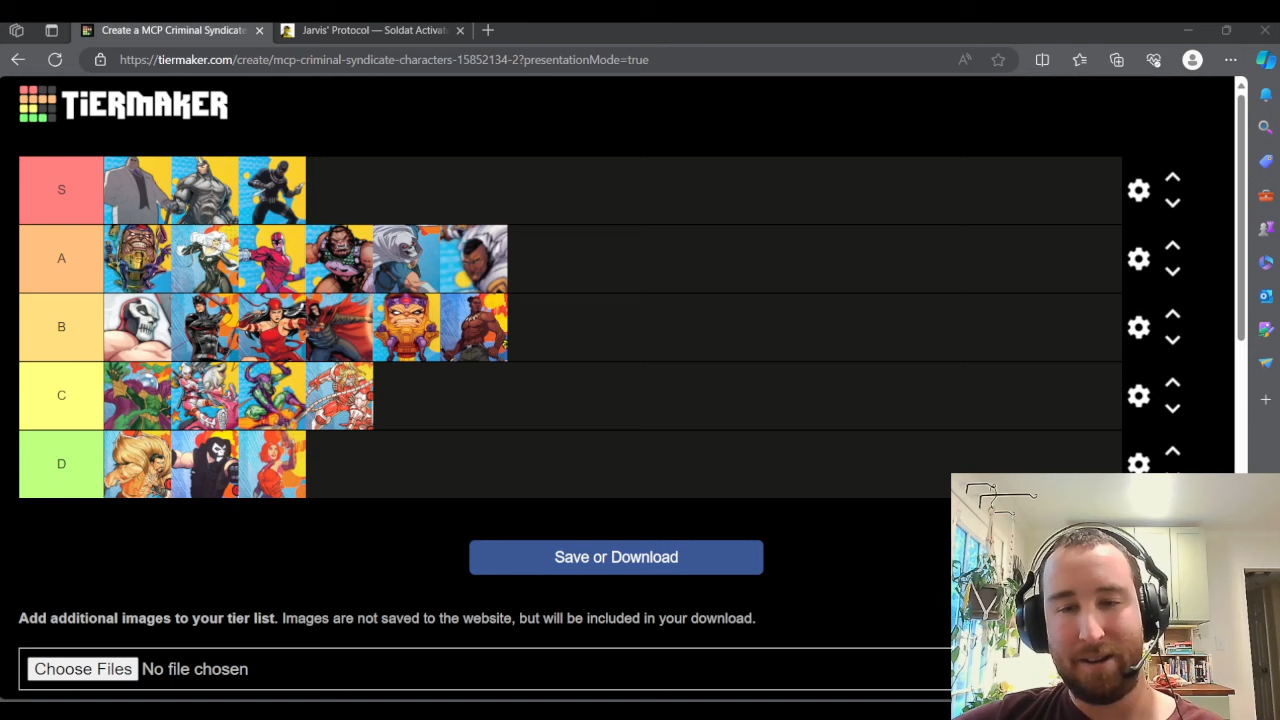 Create a MCP Criminal Syndicate
Jarvis' Protocol — Soldat Activat
https://tiermaker.com/create/mcp-criminal-syndicate-characters-15852134-2?presentationMode=true
TiERMAKER
S
A
B
C
D
Save or Download
Add additional images to your tier list. Images are not saved to the website, but will be included in your download.
Choose Files No file chosen